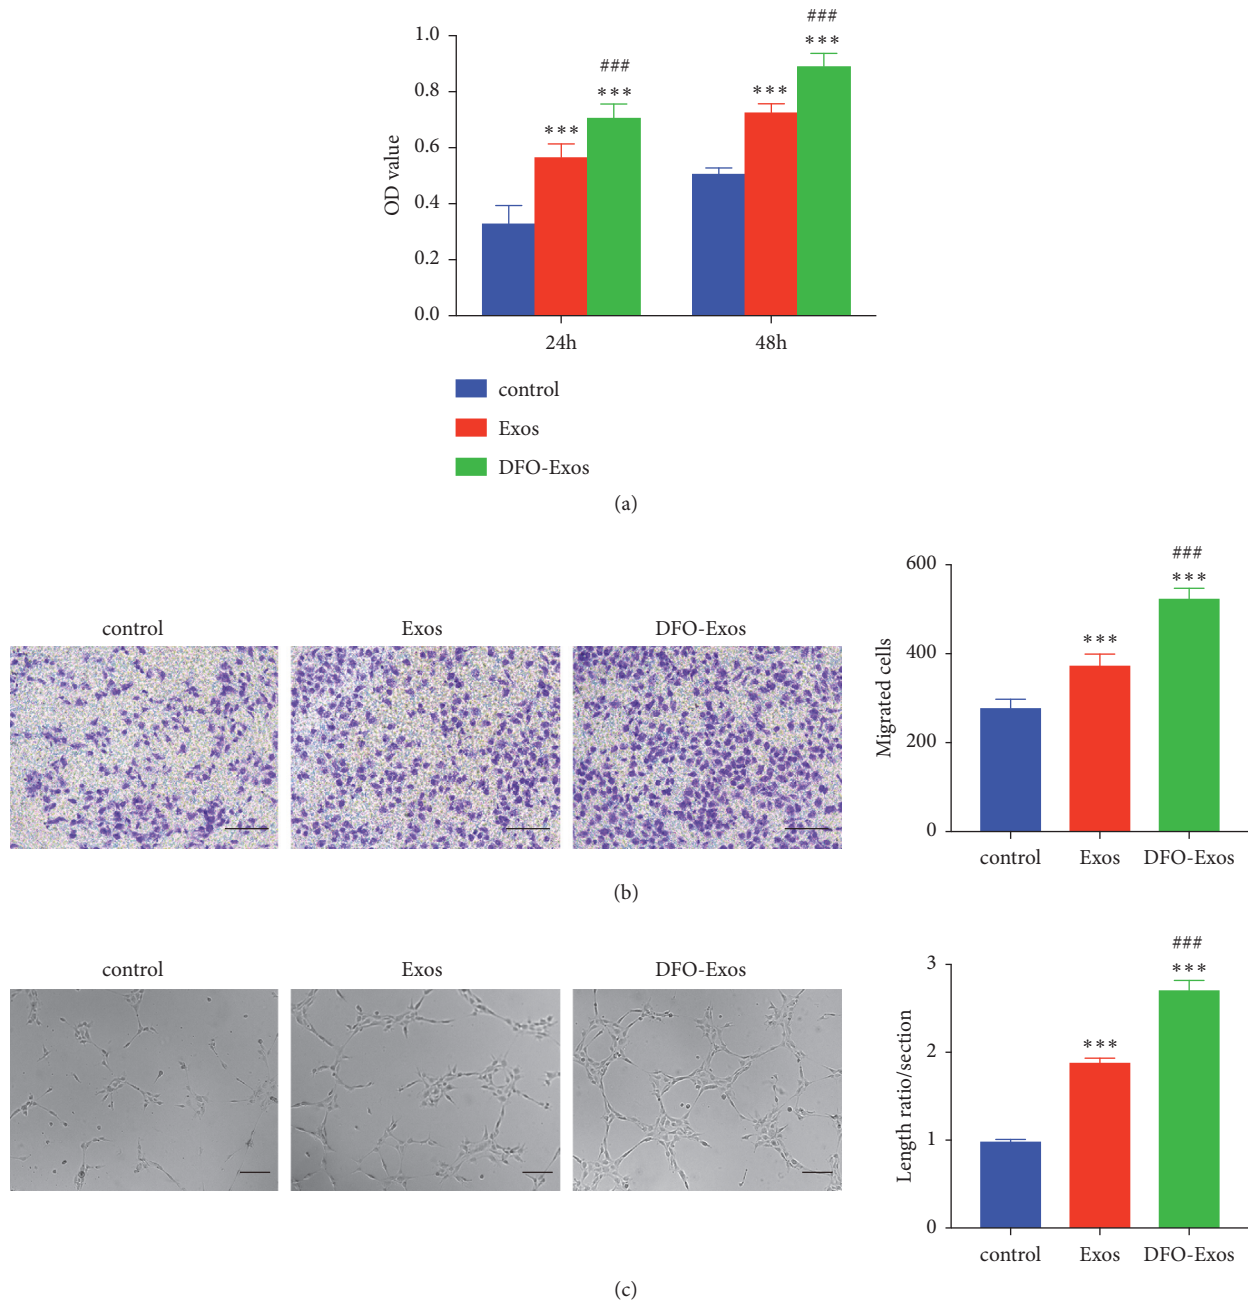 1.0
0.8
0.6
0.4
0.2
0.0
OD value
***
###
***
***
###
***
24h
48h
control
Exos
DFO-Exos
(a)
control
Exos
DFO-Exos
600
400
200
0
Migrated cells
***
###
***
control
Exos
DFO-Exos
(b)
control
Exos
DFO-Exos
3
2
1
0
Length ratio/section
***
###
***
control
Exos
DFO-Exos
(c)